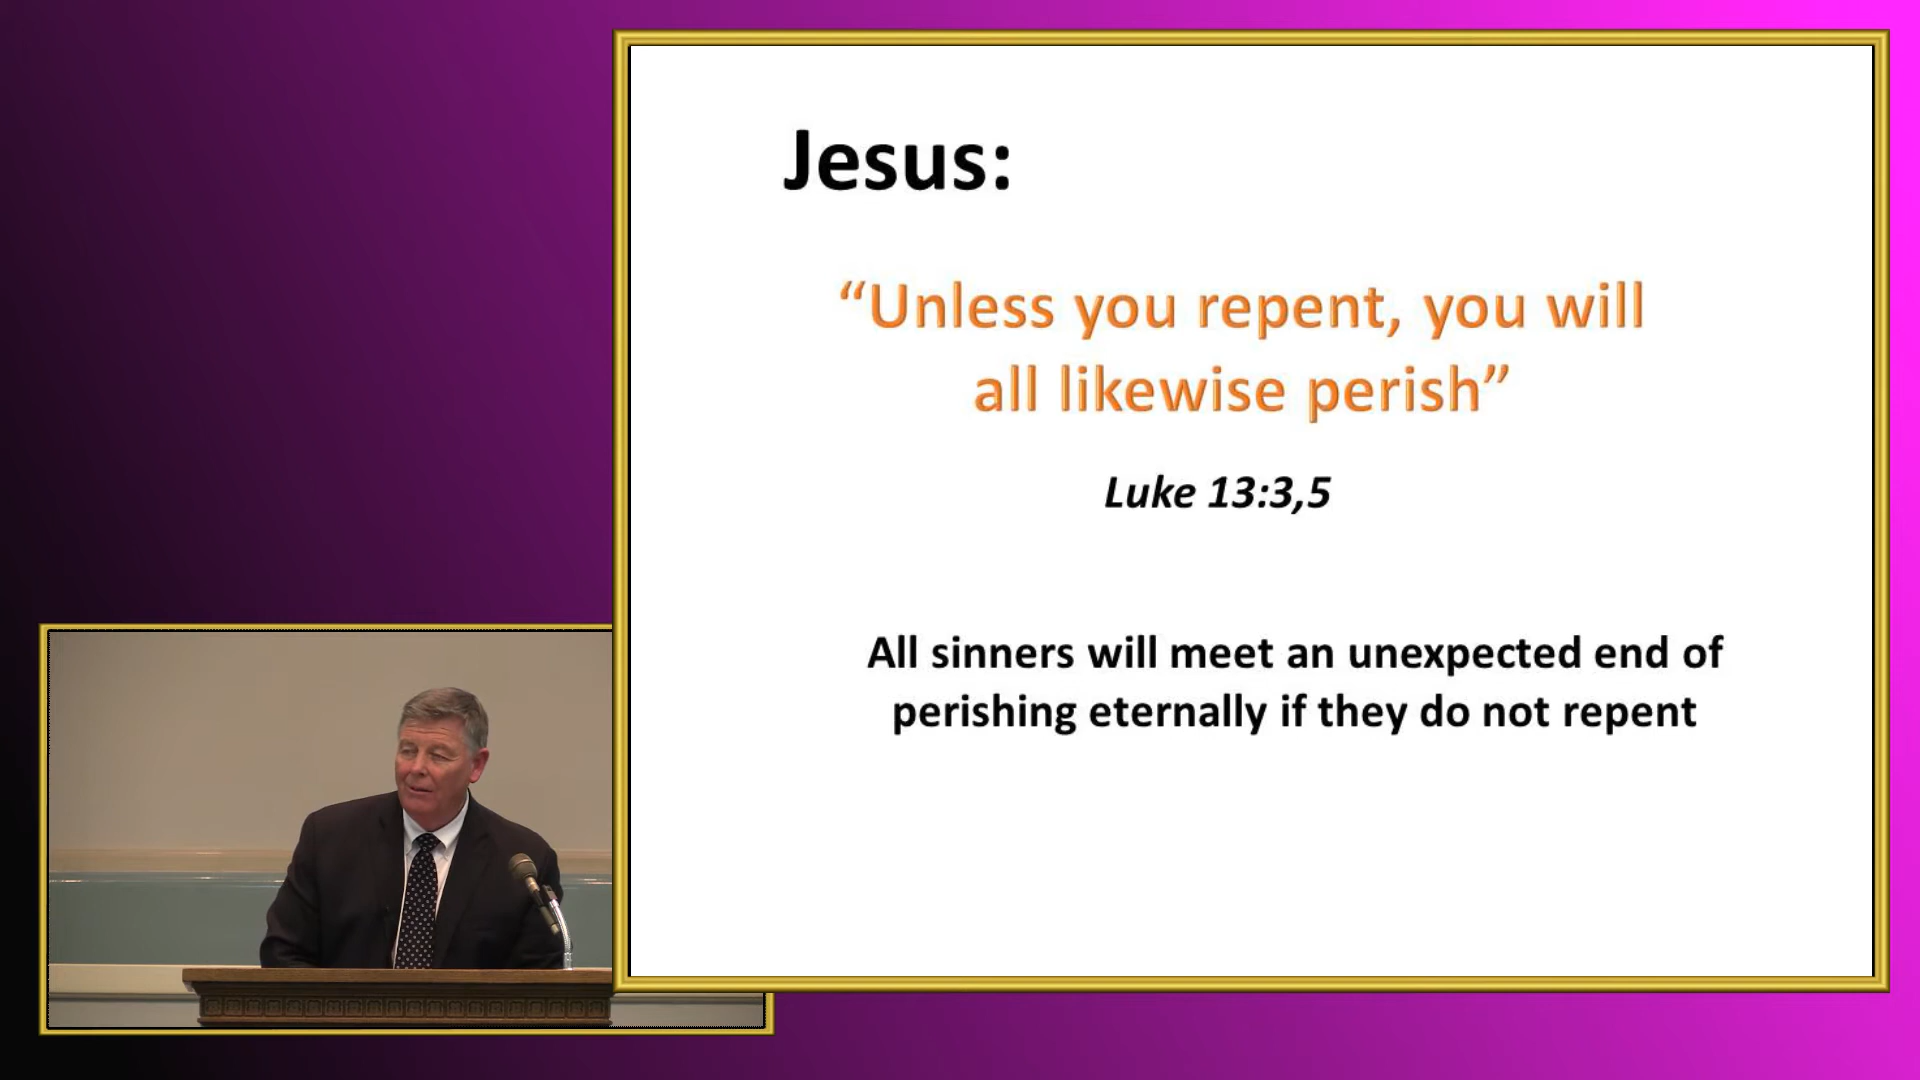 Jesus:
“Unless you repent, you will
all likewise perish”
Luke 13:3,5
All sinners will meet an unexpected end of
perishing eternally if they do not repent